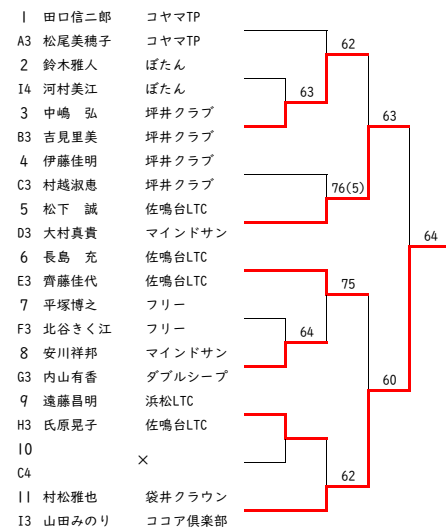 1 田口信二郎 コヤマTP
A3 松尾美穂子 コヤマTP
2 鈴木雅人 ぼたん
I4 河村美江 ぼたん
3 中嶋 弘 坪井クラブ
B3 吉見里美 坪井クラブ
4 伊藤佳明 坪井クラブ
C3 村越淑恵 坪井クラブ
5 松下 誠 佐鳴台LTC
D3 大村真貴 マインドサン
6 長島 充 佐鳴台LTC
E3 齊藤佳代 佐鳴台LTC
7 平塚博之 フリー
F3 北谷きく江 フリー
8 安川祥邦 マインドサン
G3 内山有香 ダブルシープ
9 遠藤昌明 浜松LTC
H3 氏原晃子 佐鳴台LTC
10
C4
×
11 村松雅也 袋井クラウン
I3 山田みのり ココア倶楽部
62
63
63
76(5)
64
75
64
60
62